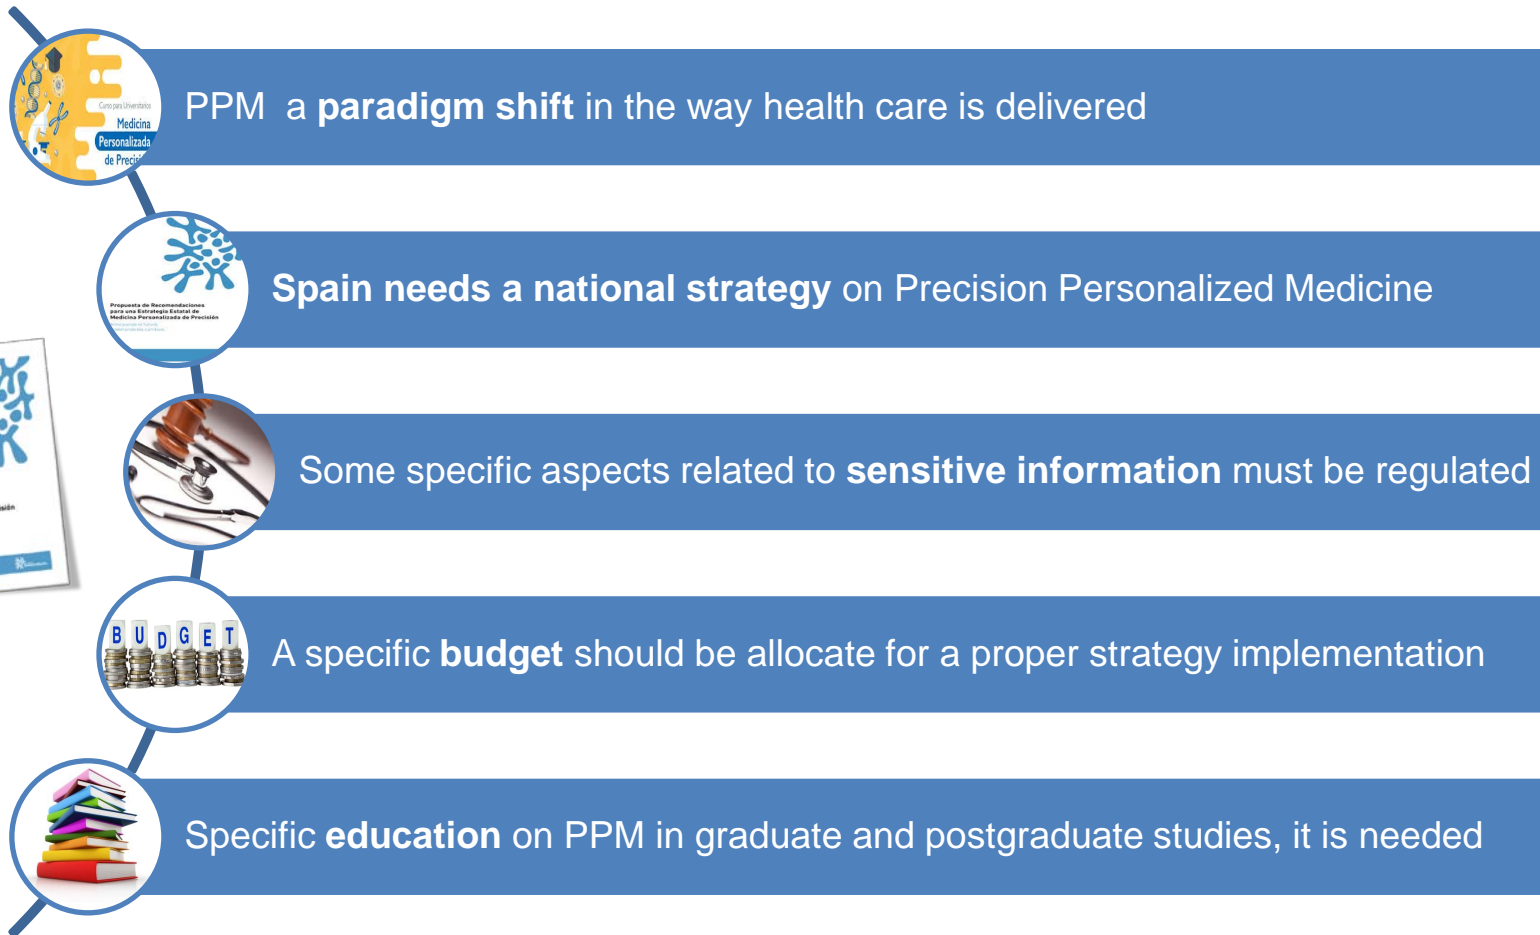 Curso para Universitarios
Medicina
Personalizada
de Precis
PPM a paradigm shift in the way health care is delivered
Propuesta de Recomendaciones
para una Estrategia Estatal de
Medicina Personalizada de Precisión
Spain needs a national strategy on Precision Personalized Medicine
Some specific aspects related to sensitive information must be regulated
BUDGET
A specific budget should be allocate for a proper strategy implementation
Specific education on PPM in graduate and postgraduate studies, it is needed